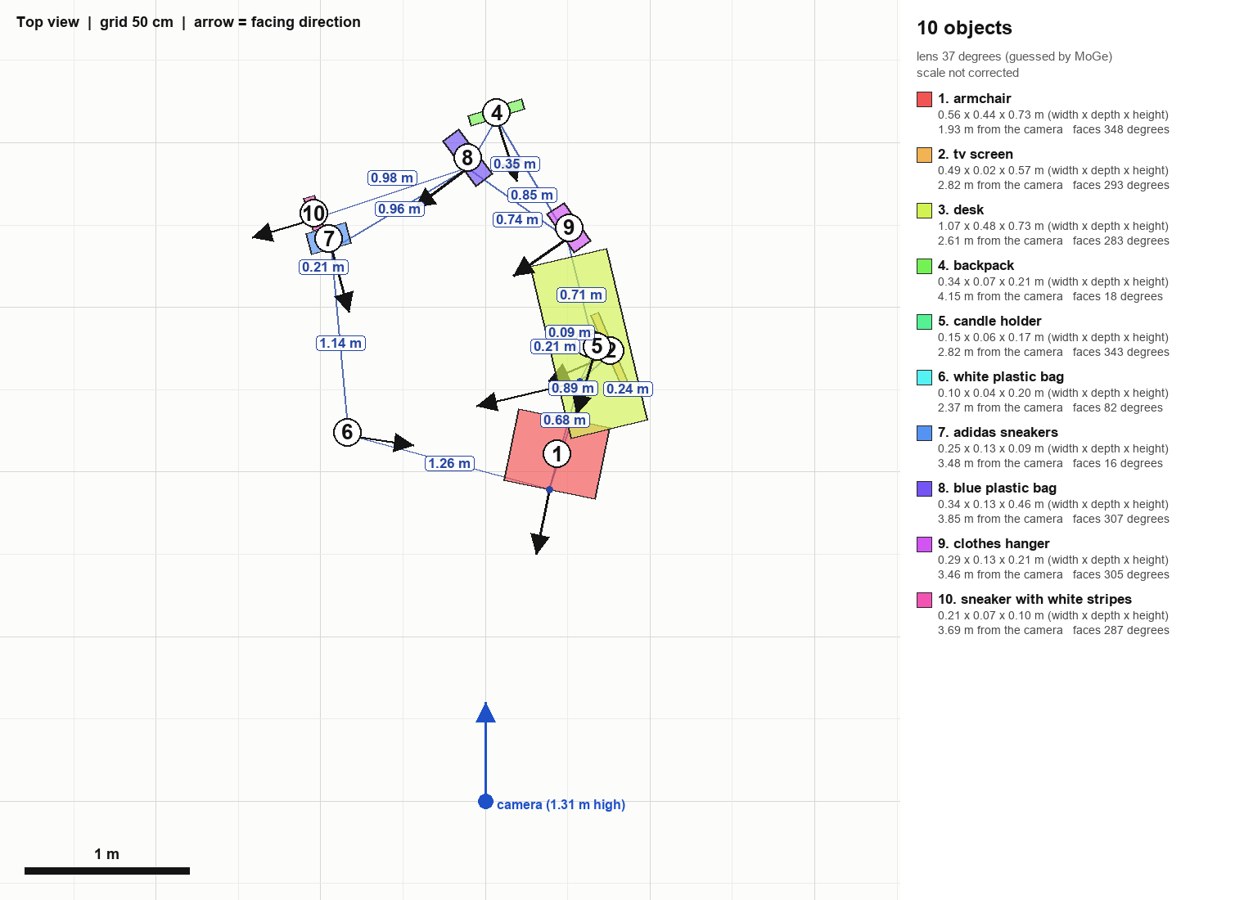 Top view | grid 50 cm | arrow = facing direction
4
8
0.35 m
0.98 m
0.85 m
0.96 m
0.74 m
10
9
7
0.21 m
0.71 m
0.09 m
1.14 m
0.21 m
5
2
0.89 m
0.24 m
0.68 m
6
1
1.26 m
camera (1.31 m high)
1 m
10 objects
lens 37 degrees (guessed by MoGe)
scale not corrected
1. armchair
0.56 x 0.44 x 0.73 m (width x depth x height)
1.93 m from the camera faces 348 degrees
2. tv screen
0.49 x 0.02 x 0.57 m (width x depth x height)
2.82 m from the camera faces 293 degrees
3. desk
1.07 x 0.48 x 0.73 m (width x depth x height)
2.61 m from the camera faces 283 degrees
4. backpack
0.34 x 0.07 x 0.21 m (width x depth x height)
4.15 m from the camera faces 18 degrees
5. candle holder
0.15 x 0.06 x 0.17 m (width x depth x height)
2.82 m from the camera faces 343 degrees
6. white plastic bag
0.10 x 0.04 x 0.20 m (width x depth x height)
2.37 m from the camera faces 82 degrees
7. adidas sneakers
0.25 x 0.13 x 0.09 m (width x depth x height)
3.48 m from the camera faces 16 degrees
8. blue plastic bag
0.34 x 0.13 x 0.46 m (width x depth x height)
3.85 m from the camera faces 307 degrees
9. clothes hanger
0.29 x 0.13 x 0.21 m (width x depth x height)
3.46 m from the camera faces 305 degrees
10. sneaker with white stripes
0.21 x 0.07 x 0.10 m (width x depth x height)
3.69 m from the camera faces 287 degrees